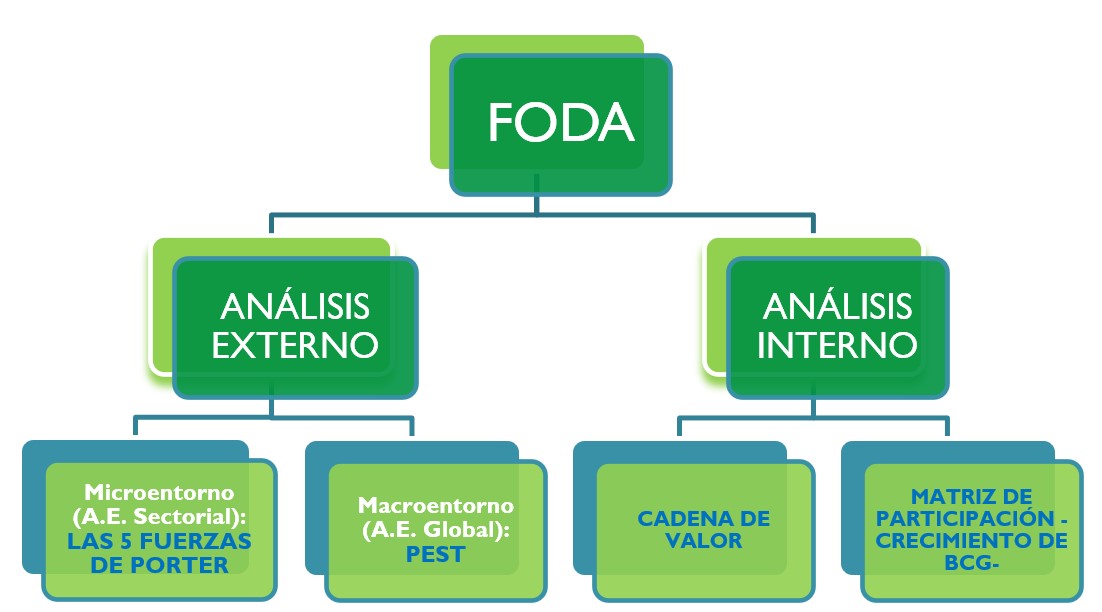 FODA
ANÁLISIS
EXTERNO
ANÁLISIS
INTERNO
Microentorno
(A.E. Sectorial):
LAS 5 FUERZAS
DE PORTER
Macroentorno
(A.E. Global):
PEST
CADENA DE
VALOR
MATRIZ DE
PARTICIPACIÓN -
CRECIMIENTO DE
BCG-